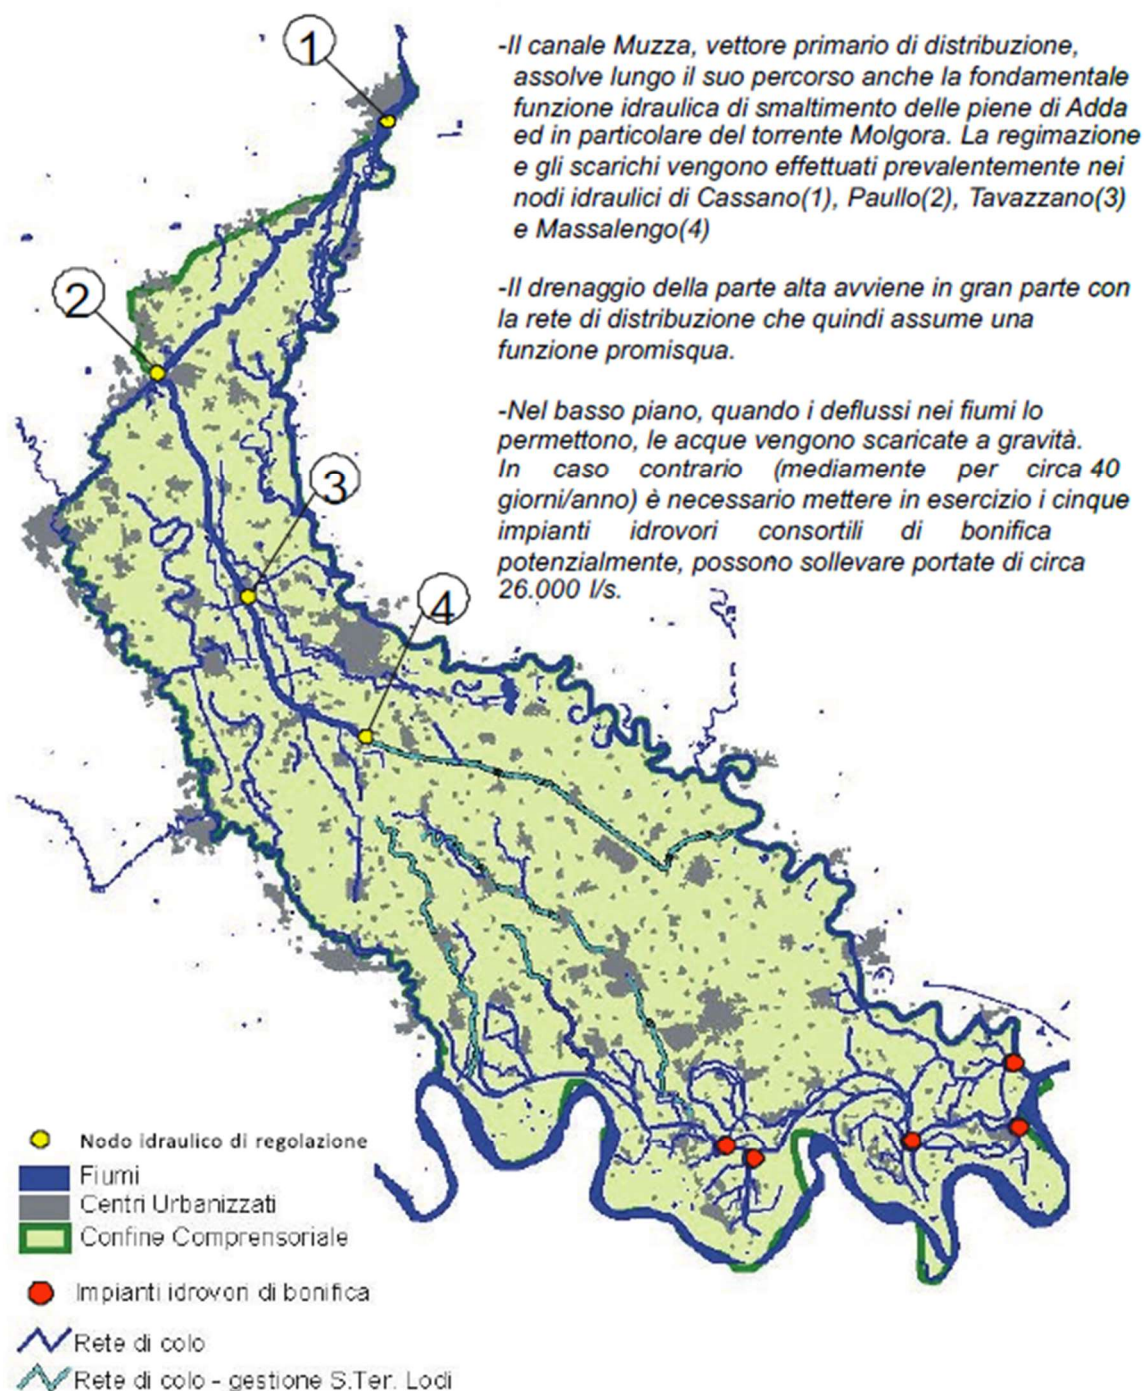 1
-Il canale Muzza, vettore primario di distribuzione,
assolve lungo il suo percorso anche la fondamentale
funzione idraulica di smaltimento delle piene di Adda
ed in particolare del torrente Molgora. La regimazione
e gli scarichi vengono effettuati prevalentemente nei
nodi idraulici di Cassano(1), Paullo(2), Tavazzano(3)
e Massalengo(4)
2
-Il drenaggio della parte alta avviene in gran parte con
la rete di distribuzione che quindi assume una
funzione promisqua.
-Nel basso piano, quando i deflussi nei fiumi lo
permettono, le acque vengono scaricate a gravità.
In caso contrario (mediamente per circa 40
giorni/anno) è necessario mettere in esercizio i cinque
impianti idrovori consortili di bonifica
potenzialmente, possono sollevare portate di circa
26.000 l/s.
3
4
Nodo idraulico di regolazione
Fiumi
Centri Urbanizzati
Confine Comprensoriale
Impianti idrovori di bonifica
Rete di colo
Rete di colo - gestione S.Ter. Lodi